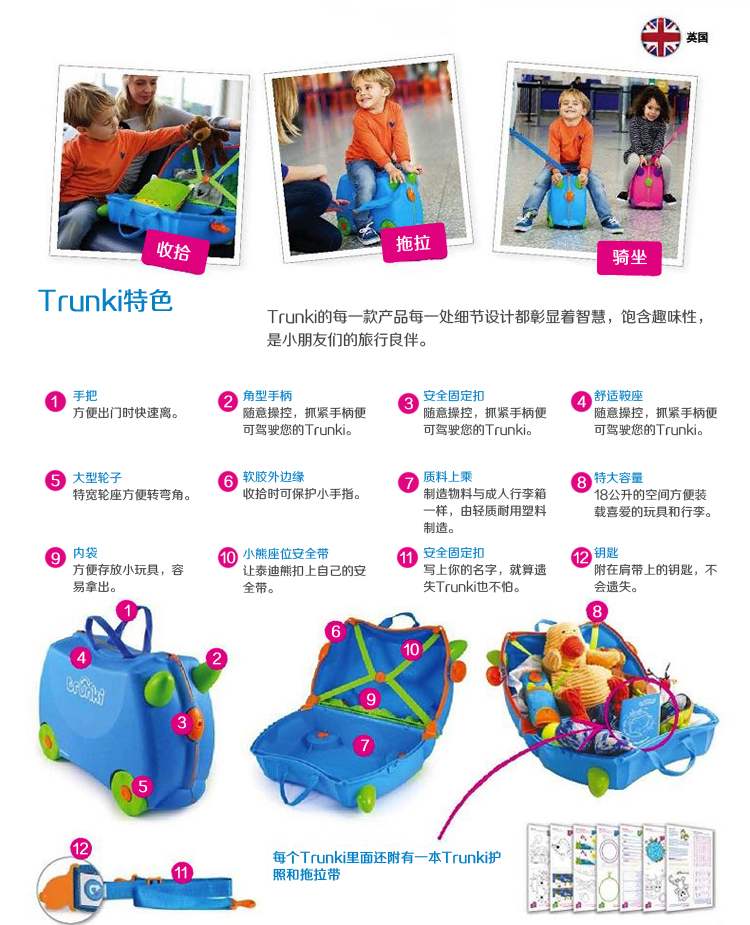 英国
收拾
拖拉
骑坐
Trunki特色
Trunki的每一款产品每一处细节设计都彰显着智慧，饱含趣味性，
是小朋友们的旅行良伴。
1 手把
方便出门时快速离。
2 角型手柄
随意操控，抓紧手柄便
可驾驶您的Trunki。
3 安全固定扣
随意操控，抓紧手柄便
可驾驶您的Trunki。
4 舒适鞍座
随意操控，抓紧手柄便
可驾驶您的Trunki。
5 大型轮子
特宽轮座方便转弯角。
6 软胶外边缘
收拾时可保护小手指。
7 质料上乘
制造物料与成人行李箱
一样，由轻质耐用塑料
制造。
8 特大容量
18公升的空间方便装
载喜爱的玩具和行李。
9 内袋
方便存放小玩具，容
易拿出。
10 小熊座位安全带
让泰迪熊扣上自己的安
全带。
11 安全固定扣
写上你的名字，就算遗
失Trunki也不怕。
12 钥匙
附在肩带上的钥匙，不
会遗失。
1
4
2
trunki
3
5
6
10
9
7
8
12
11
每个Trunki里面还附有一本Trunki护
照和拖拉带